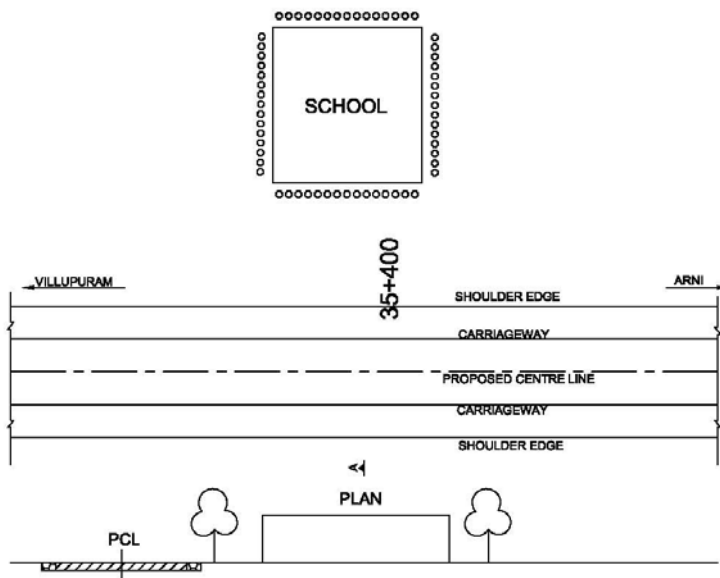 SCHOOL
35+400
VILLUPURAM
ARNI
SHOULDER EDGE
CARRIAGEWAY
PROPOSED CENTRE LINE
CARRIAGEWAY
SHOULDER EDGE
A
PLAN
PCL